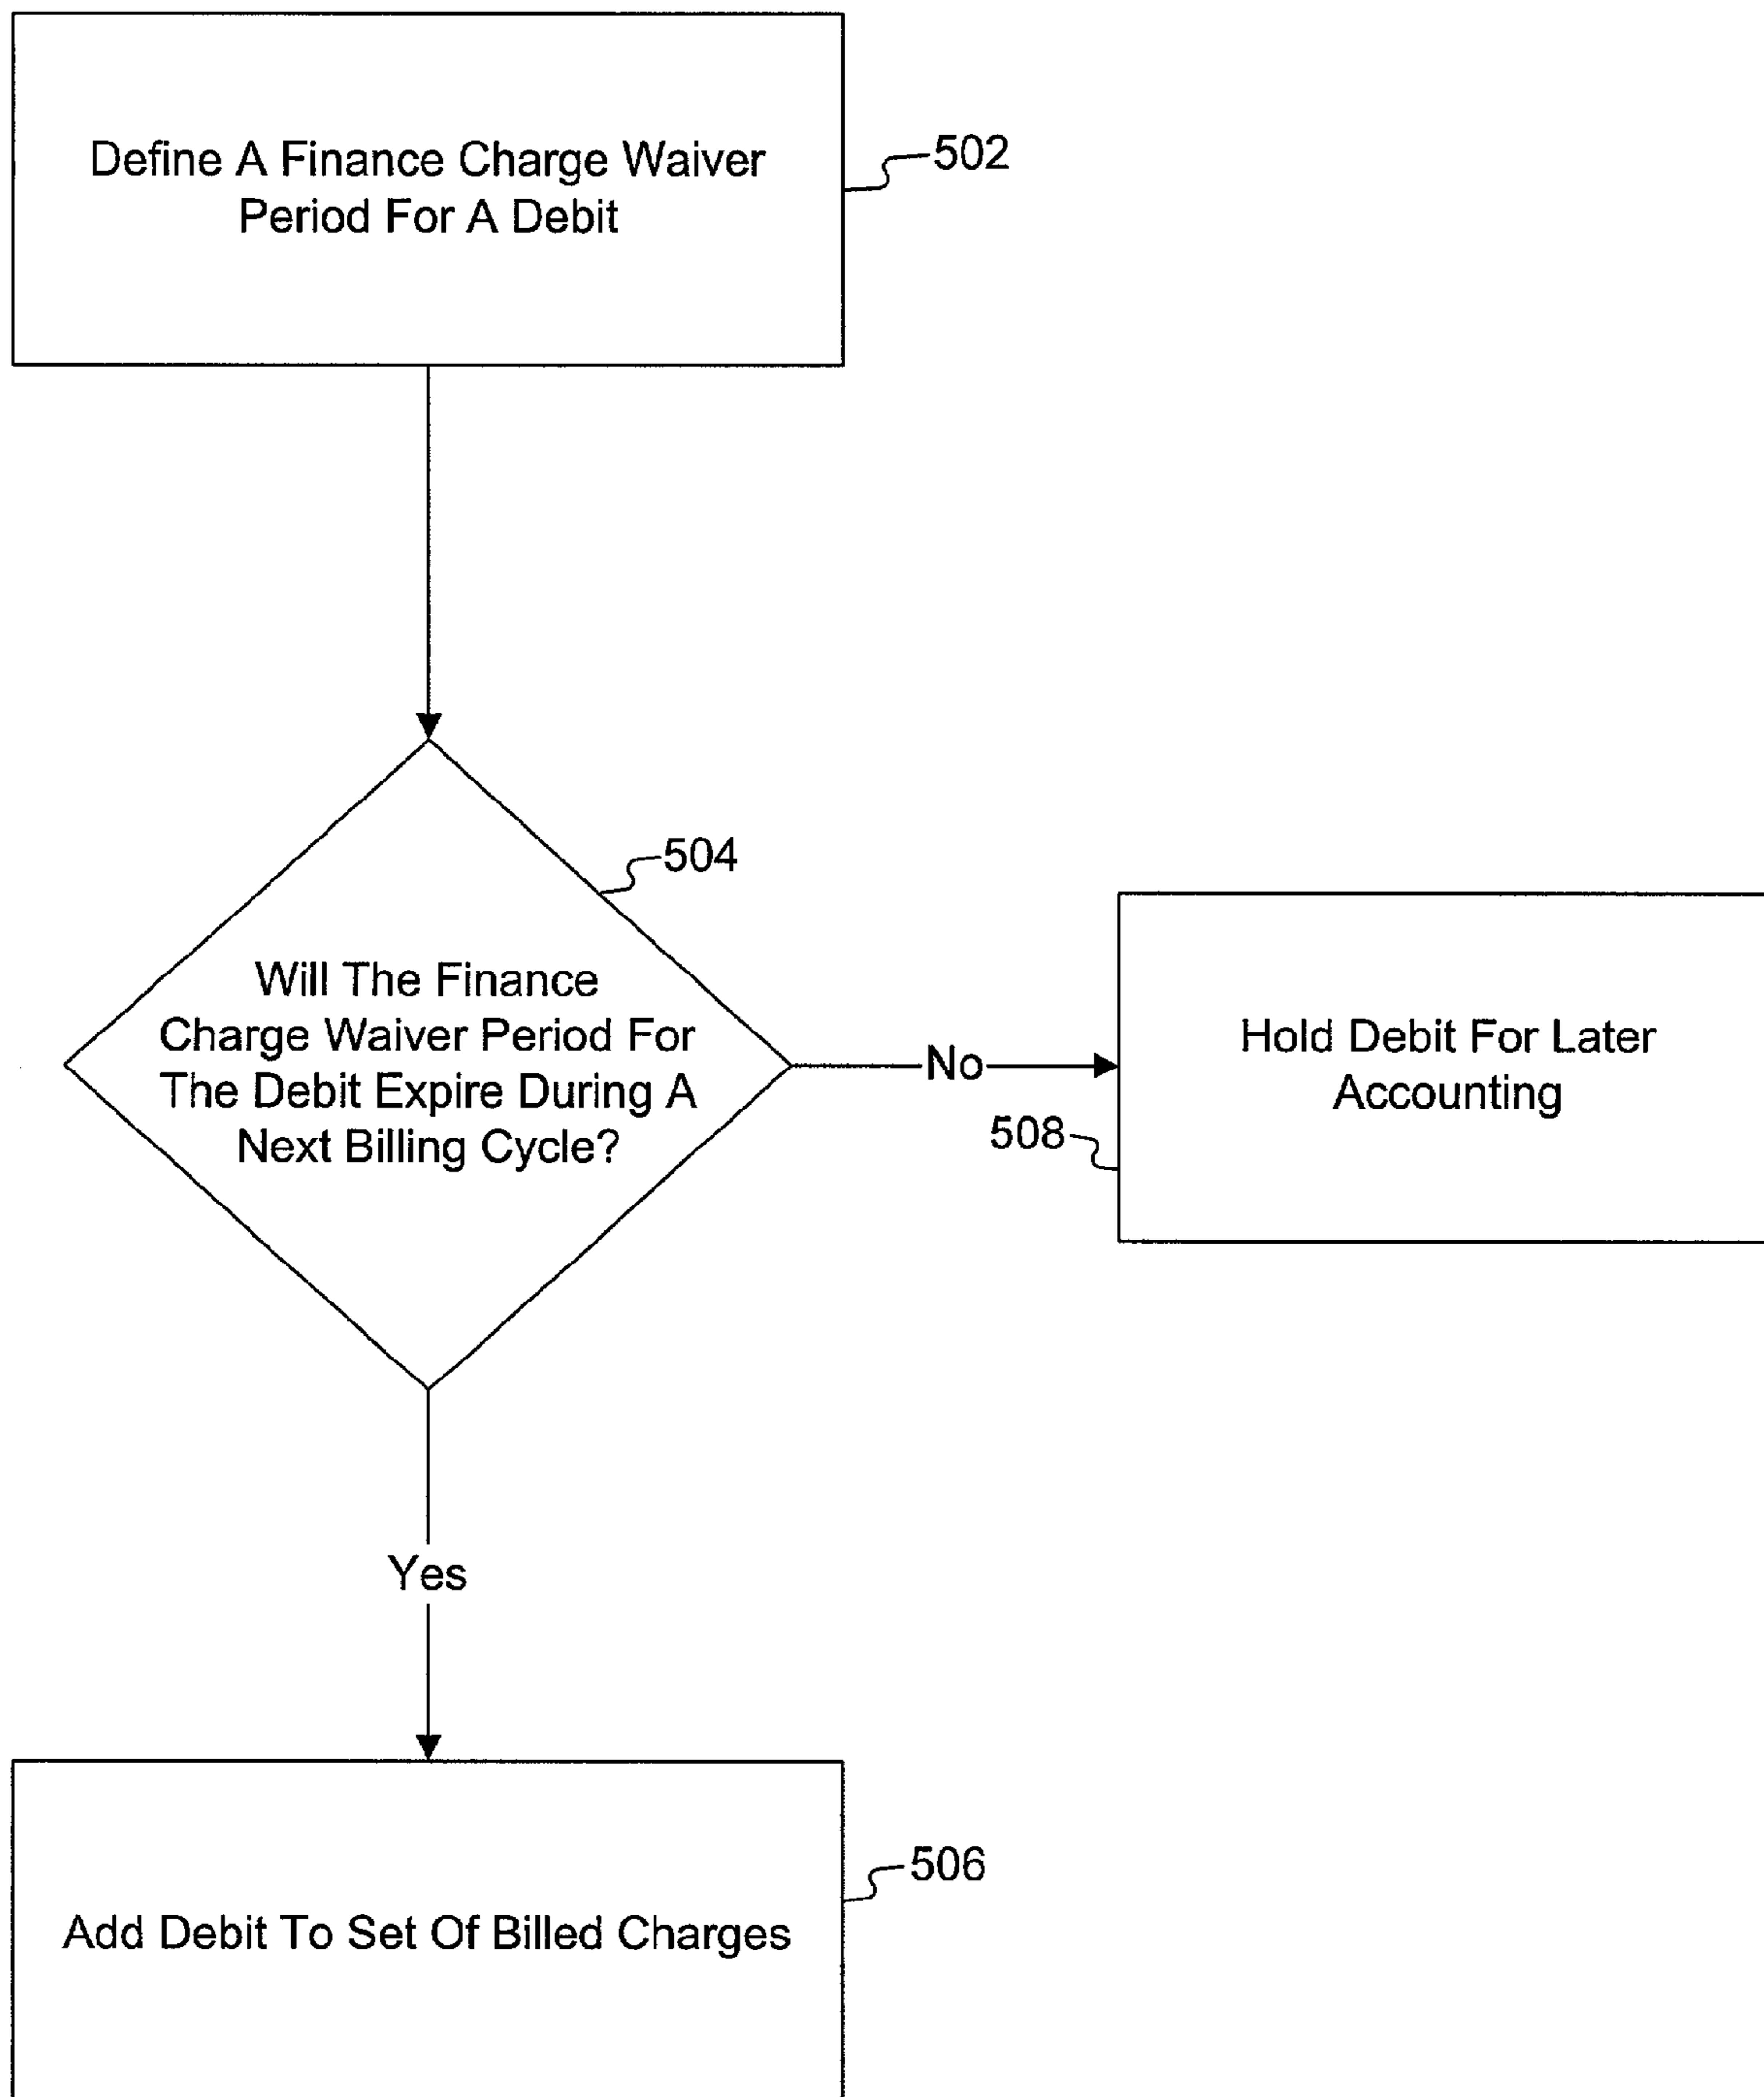 Define A Finance Charge Waiver
Period For A Debit
502
504
Will The Finance
Charge Waiver Period For
The Debit Expire During A
Next Billing Cycle?
No
Hold Debit For Later
Accounting
508
Yes
506
Add Debit To Set Of Billed Charges